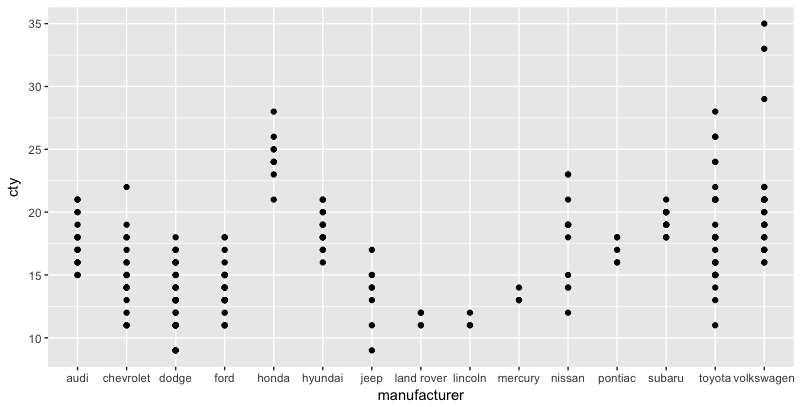 35
30
25
20
15
10
cty
audi chevrolet dodge ford honda hyundai jeep land rover lincoln mercury nissan pontiac subaru toyota volkswagen
manufacturer